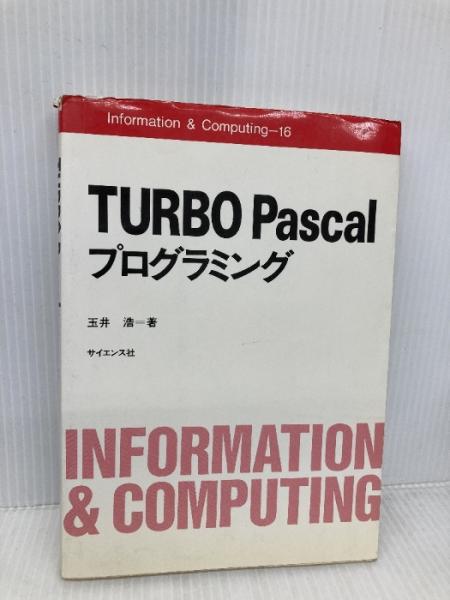 Information & Computing—16
TURBO Pascal
プログラミング
玉井 浩＝著
サイエンス社
INFORMATION
& COMPUTING